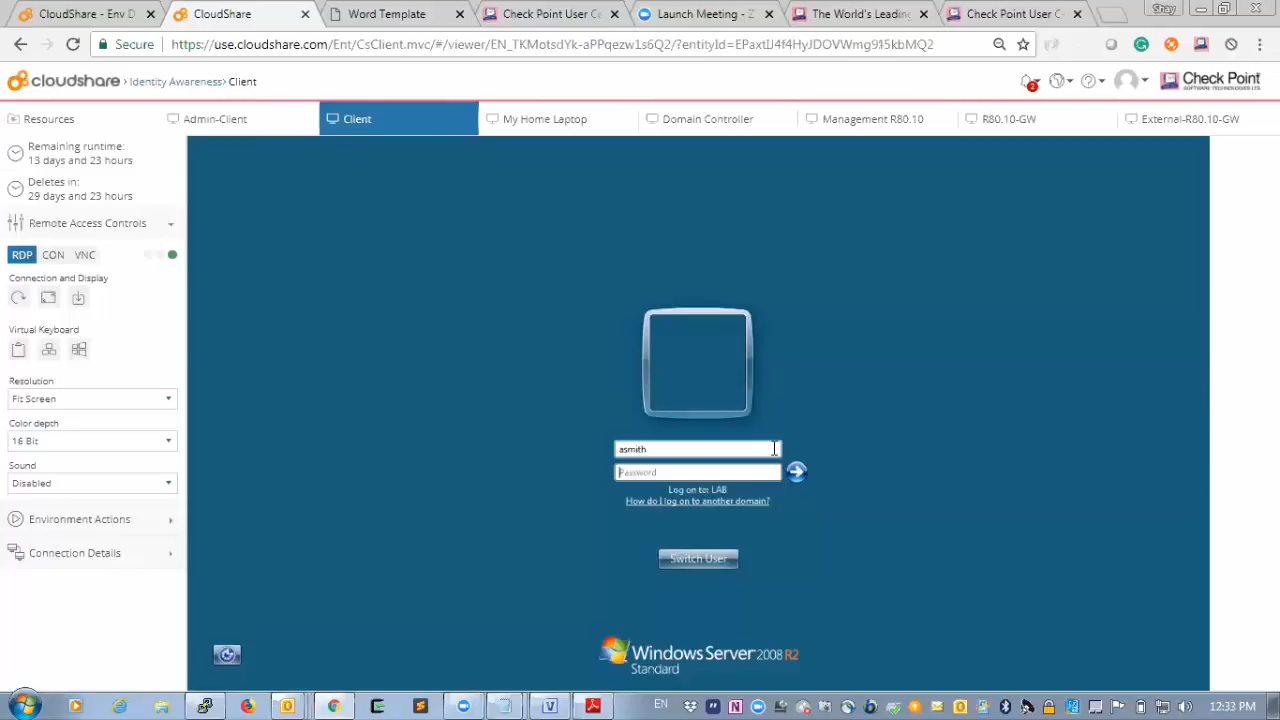 CloudShare - Env D
CloudShare
Word Template
Check Point User Ce
Launch Meeting - Z
The World's Leading
Check Point User Ce
Shay
Secure
https://use.cloudshare.com/Ent/CsClient.mvc/#/viewer/EN_TKMotsdYk-aPPqezw1s6Q2/?entityId=EPaxtIJ4f4HyJDOVWmg9I5kbMQ2
cloudshare
Identity Awareness> Client
2
Check Point
SOFTWARE TECHNOLOGIES LTD.
Resources
Admin-Client
Client
My Home Laptop
Domain Controller
Management R80.10
R80.10-GW
External-R80.10-GW
Remaining runtime:
13 days and 23 hours
Deletes in:
29 days and 23 hours
Remote Access Controls
RDP
CON
VNC
Connection and Display
Virtual Keyboard
Resolution
Fit Screen
Color depth
16 Bit
Sound
Disabled
Environment Actions
Connection Details
asmith
Password
Log on to: LAB
How do I log on to another domain?
Switch User
Windows Server 2008 R2
Standard
EN
12:33 PM